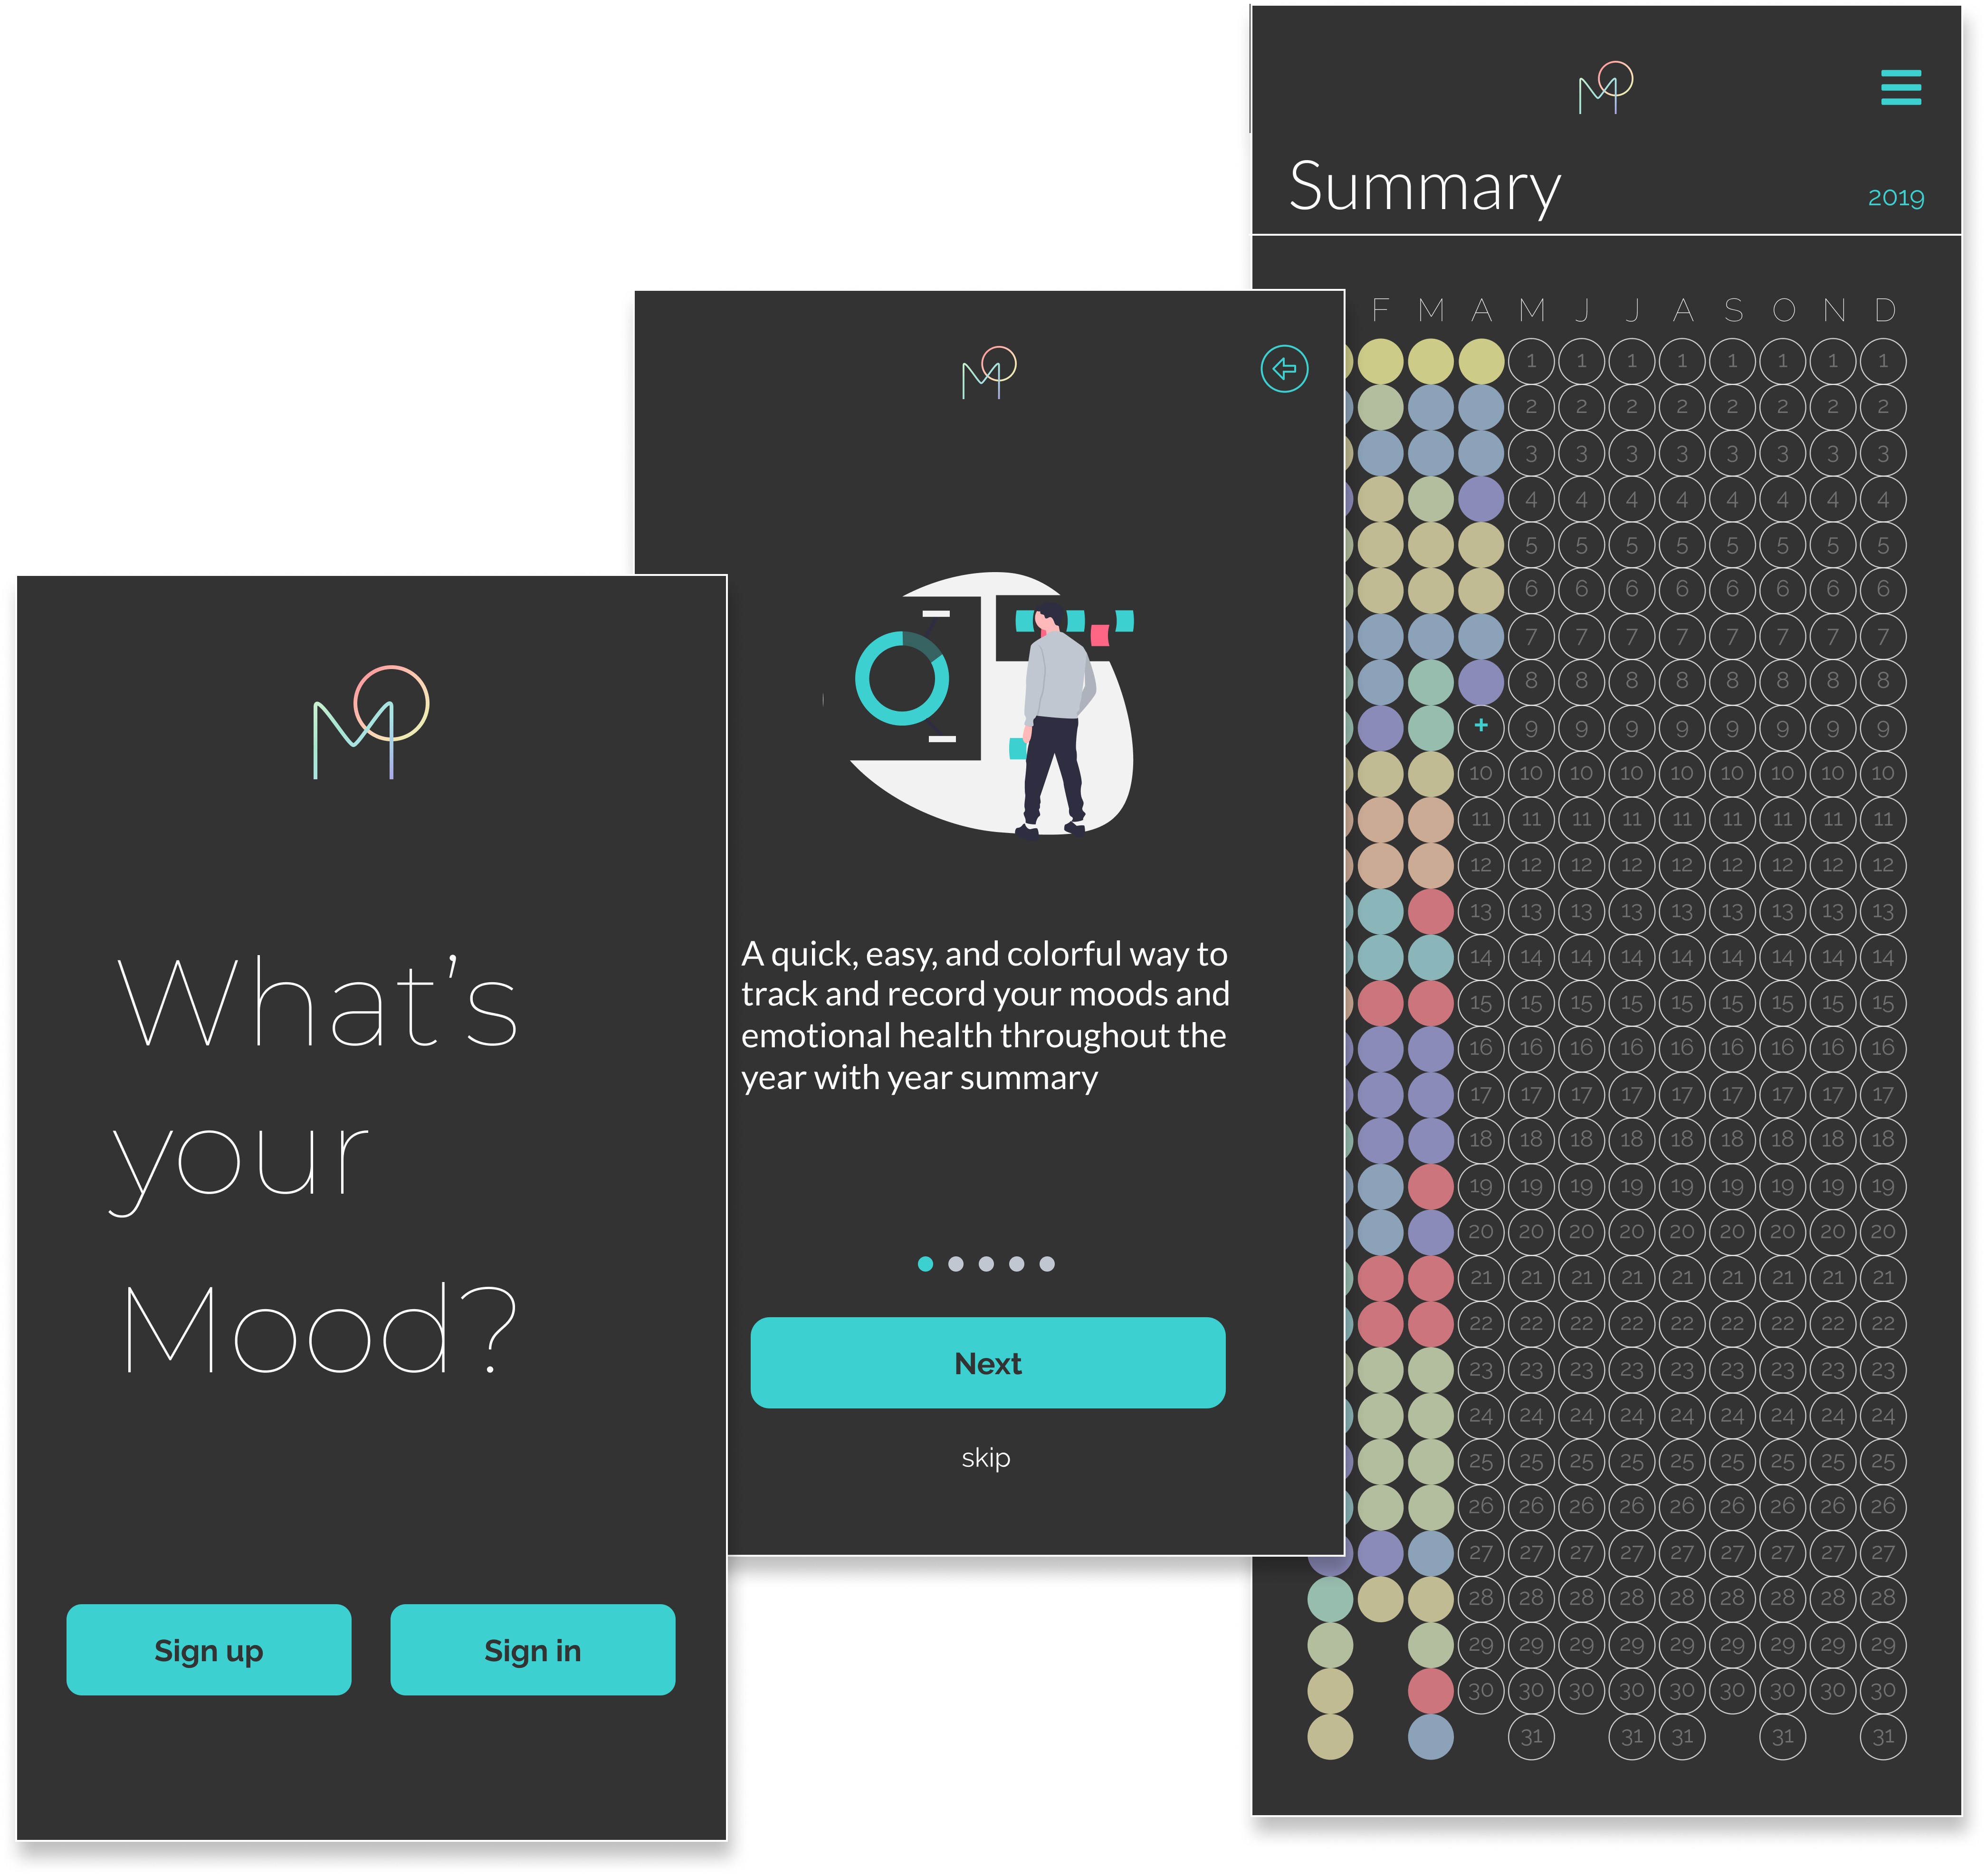 What's
your
Mood?
Sign up
Sign in
A quick, easy, and colorful way to
track and record your moods and
emotional health throughout the
year with year summary
Next
skip
Summary
2019
F M A M J J A S O N D
1 1 1 1 1 1 1 1
2 2 2 2 2 2 2 2
3 3 3 3 3 3 3 3
4 4 4 4 4 4 4 4
5 5 5 5 5 5 5 5
6 6 6 6 6 6 6 6
7 7 7 7 7 7 7 7
8 8 8 8 8 8 8 8
+ 9 9 9 9 9 9 9 9
10 10 10 10 10 10 10 10 10
11 11 11 11 11 11 11 11 11
12 12 12 12 12 12 12 12 12
13 13 13 13 13 13 13 13 13
14 14 14 14 14 14 14 14 14
15 15 15 15 15 15 15 15 15
16 16 16 16 16 16 16 16 16
17 17 17 17 17 17 17 17 17
18 18 18 18 18 18 18 18 18
19 19 19 19 19 19 19 19 19
20 20 20 20 20 20 20 20 20
21 21 21 21 21 21 21 21 21
22 22 22 22 22 22 22 22 22
23 23 23 23 23 23 23 23 23
24 24 24 24 24 24 24 24 24
25 25 25 25 25 25 25 25 25
26 26 26 26 26 26 26 26 26
27 27 27 27 27 27 27 27 27
28 28 28 28 28 28 28 28 28
29 29 29 29 29 29 29 29 29
30 30 30 30 30 30 30 30 30
31 31 31 31 31